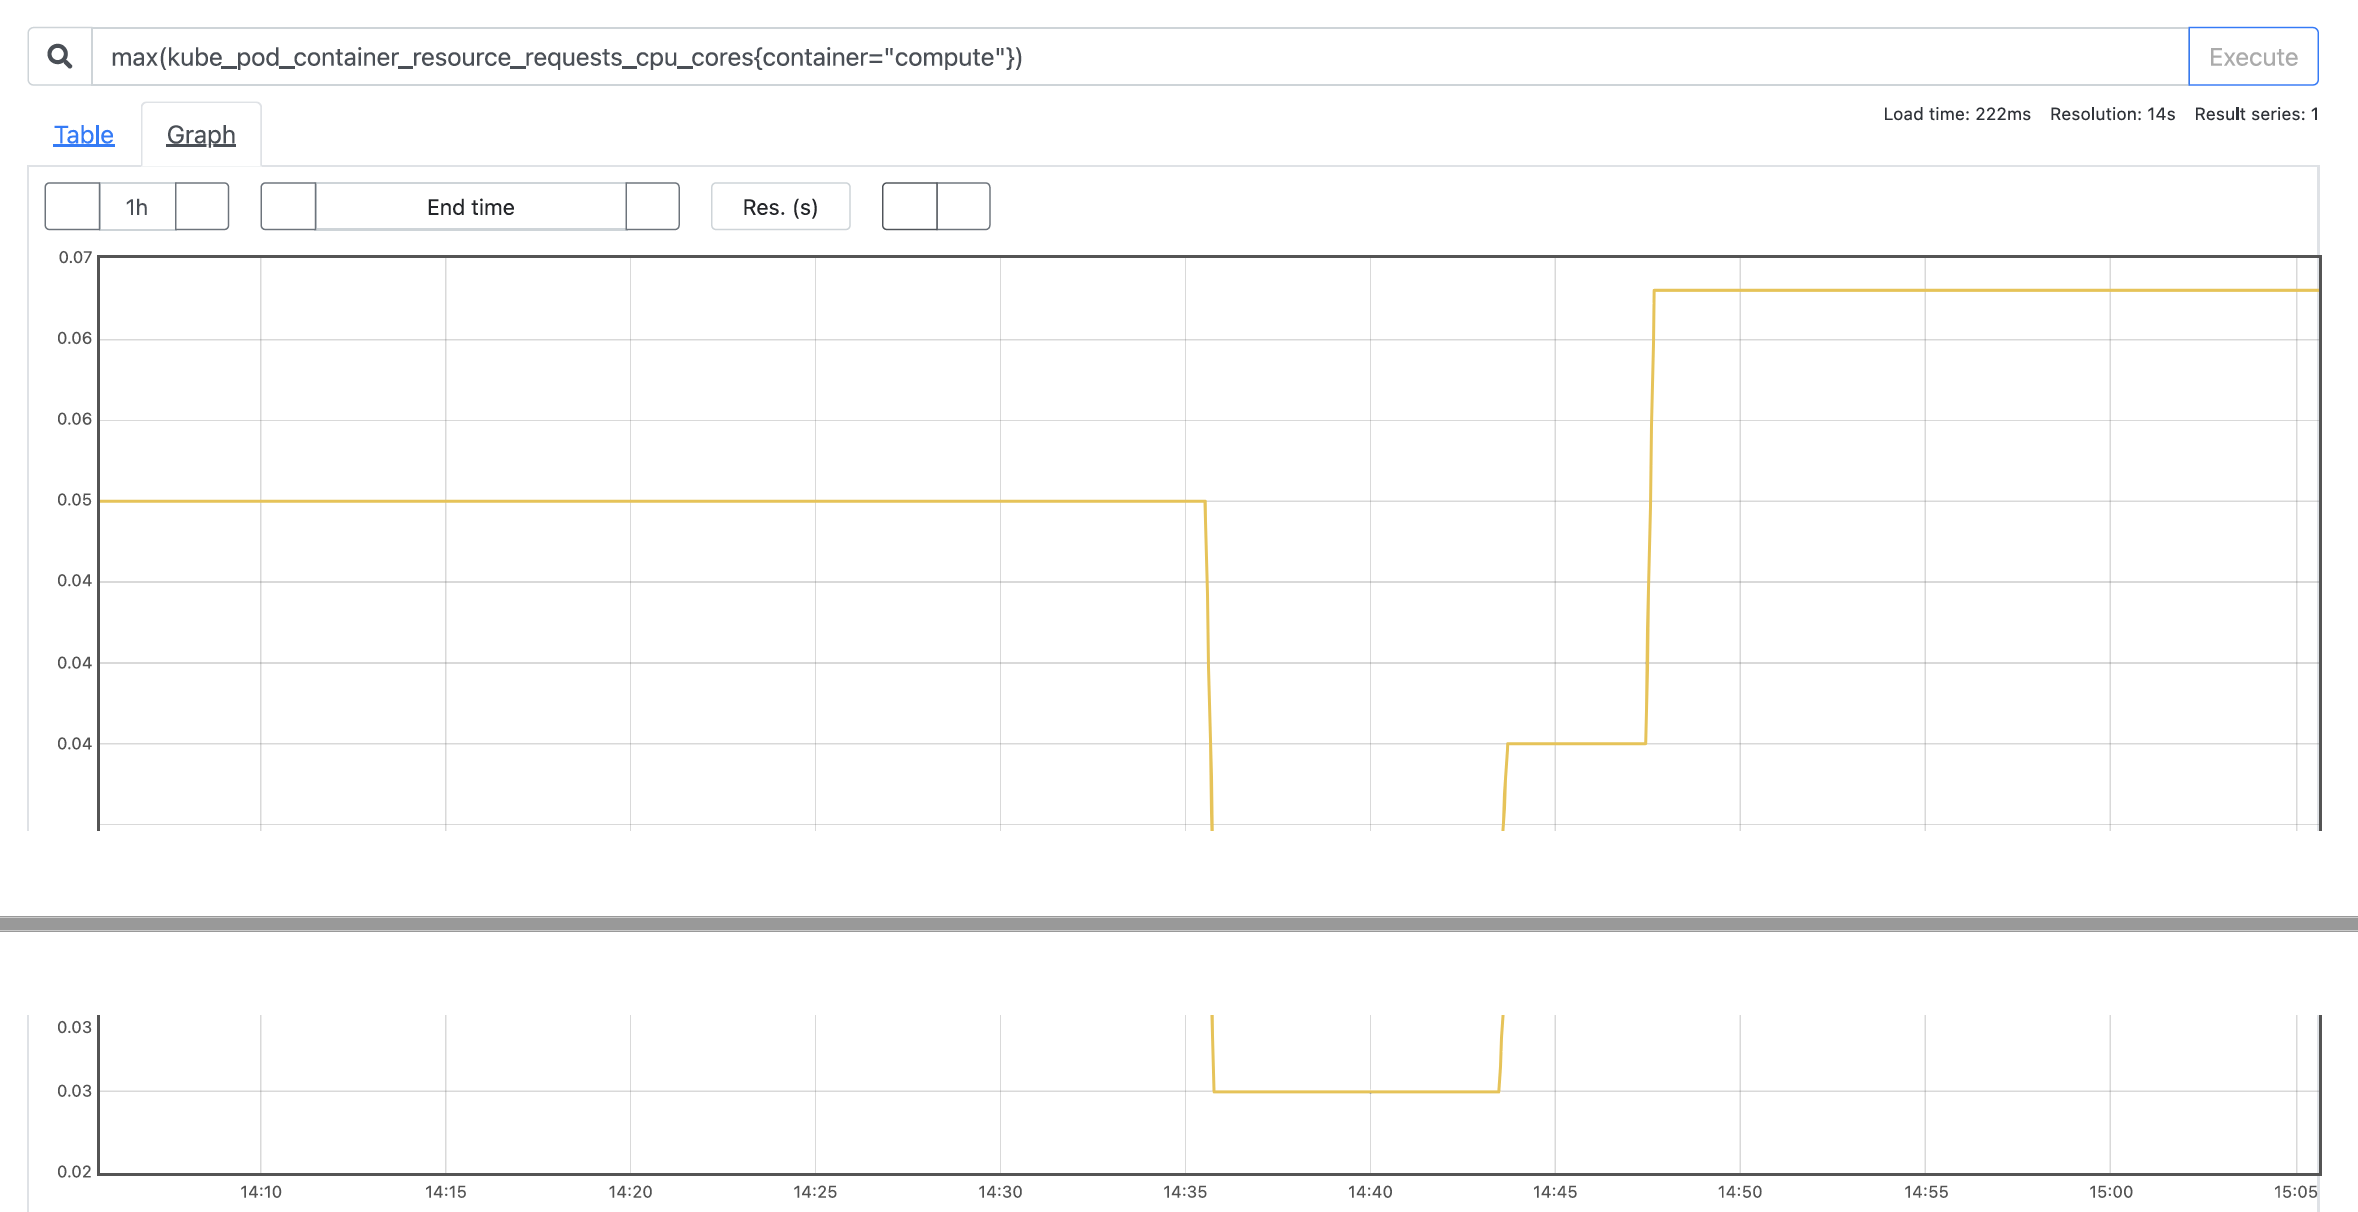 max(kube_pod_container_resource_requests_cpu_cores{container="compute"})
Execute
Table
Graph
Load time: 222ms Resolution: 14s Result series: 1
1h
End time
Res. (s)
0.07
0.06
0.06
0.05
0.04
0.04
0.04
0.03
0.03
0.02
14:10 14:15 14:20 14:25 14:30 14:35 14:40 14:45 14:50 14:55 15:00 15:05